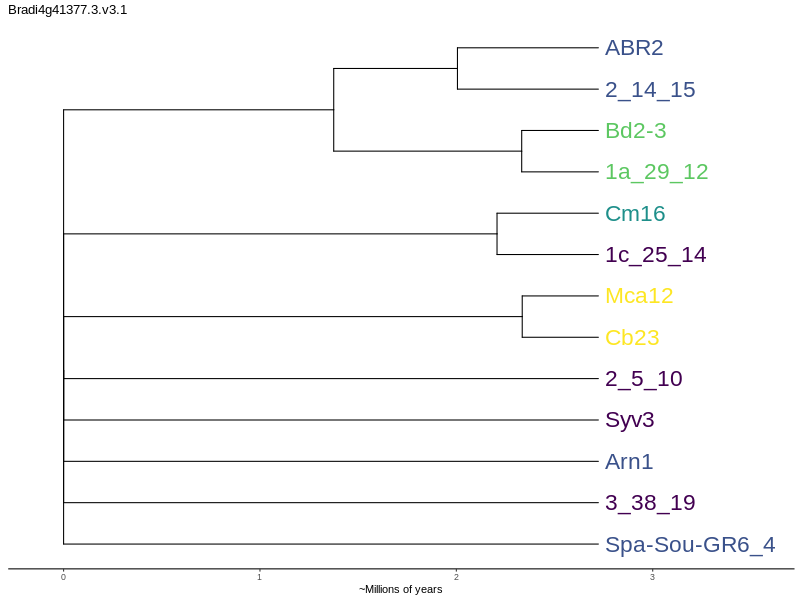 Bradi4g41377.3.v3.1
ABR2
2_14_15
Bd2-3
1a_29_12
Cm16
1c_25_14
Mca12
Cb23
2_5_10
Syv3
Arn1
3_38_19
Spa-Sou-GR6_4
0 1 2 3
~Millions of years